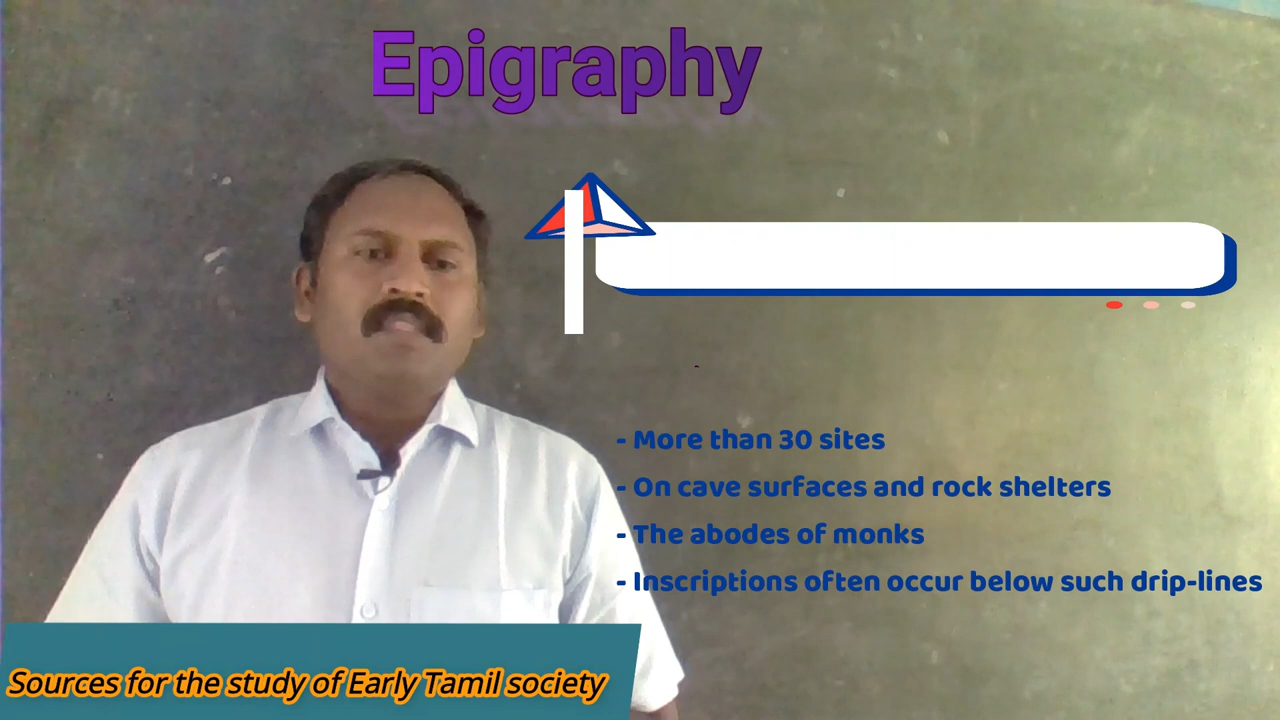 Epigraphy
- More than 30 sites
- On cave surfaces and rock shelters
- The abodes of monks
- Inscriptions often occur below such drip-lines
Sources for the study of Early Tamil society